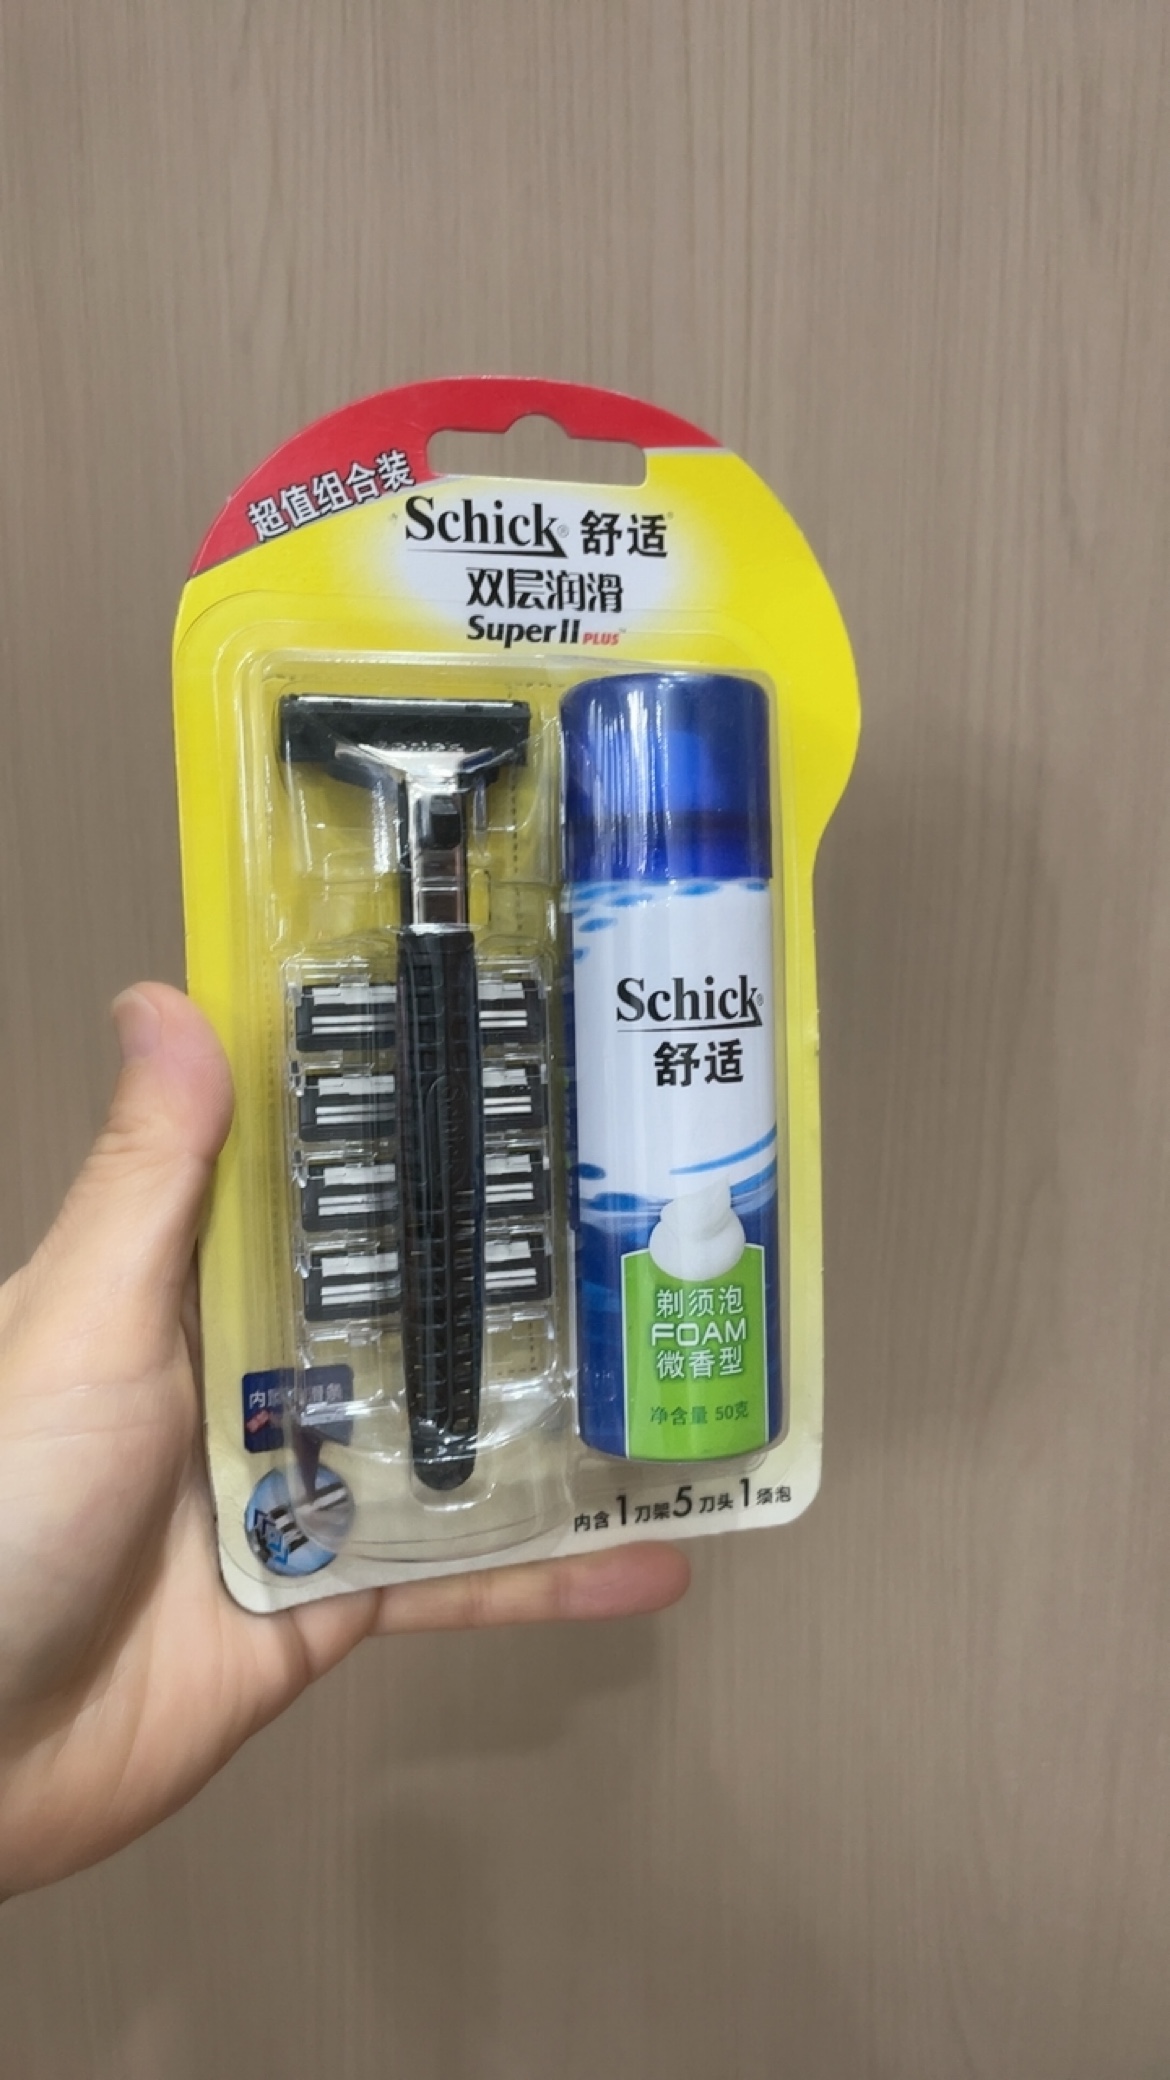 超值组合装
Schick® 舒适
双层润滑
Super II PLUS™
Schick®
舒适
剃须泡
FOAM
微香型
净含量 50克
内含1刀架5刀头1须泡